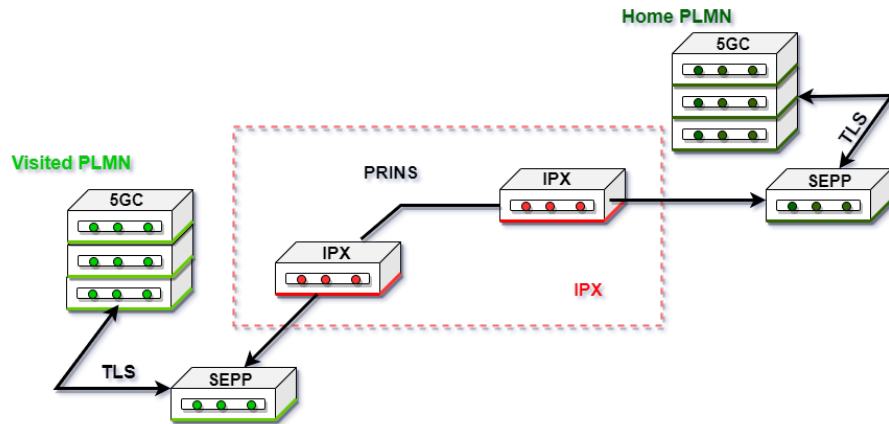 Home PLMN
5GC
TLS
SEPP
Visited PLMN
5GC
PRINS
IPX
IPX
IPX
TLS
SEPP